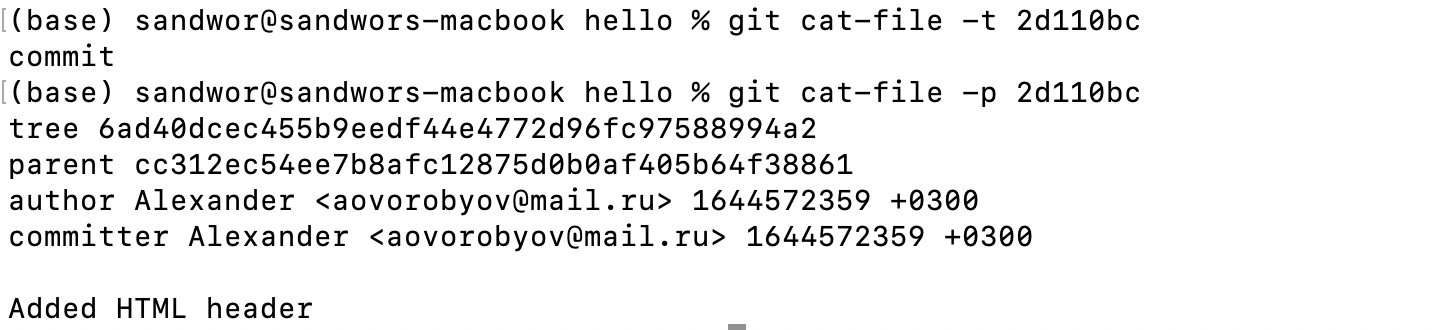 [(base) sandwor@sandwors-macbook hello % git cat-file -t 2d110bc
commit
[(base) sandwor@sandwors-macbook hello % git cat-file -p 2d110bc
tree 6ad40dcec455b9eedf44e4772d96fc97588994a2
parent cc312ec54ee7b8afc12875d0b0af405b64f38861
author Alexander <aovorobyov@mail.ru> 1644572359 +0300
committer Alexander <aovorobyov@mail.ru> 1644572359 +0300
Added HTML header